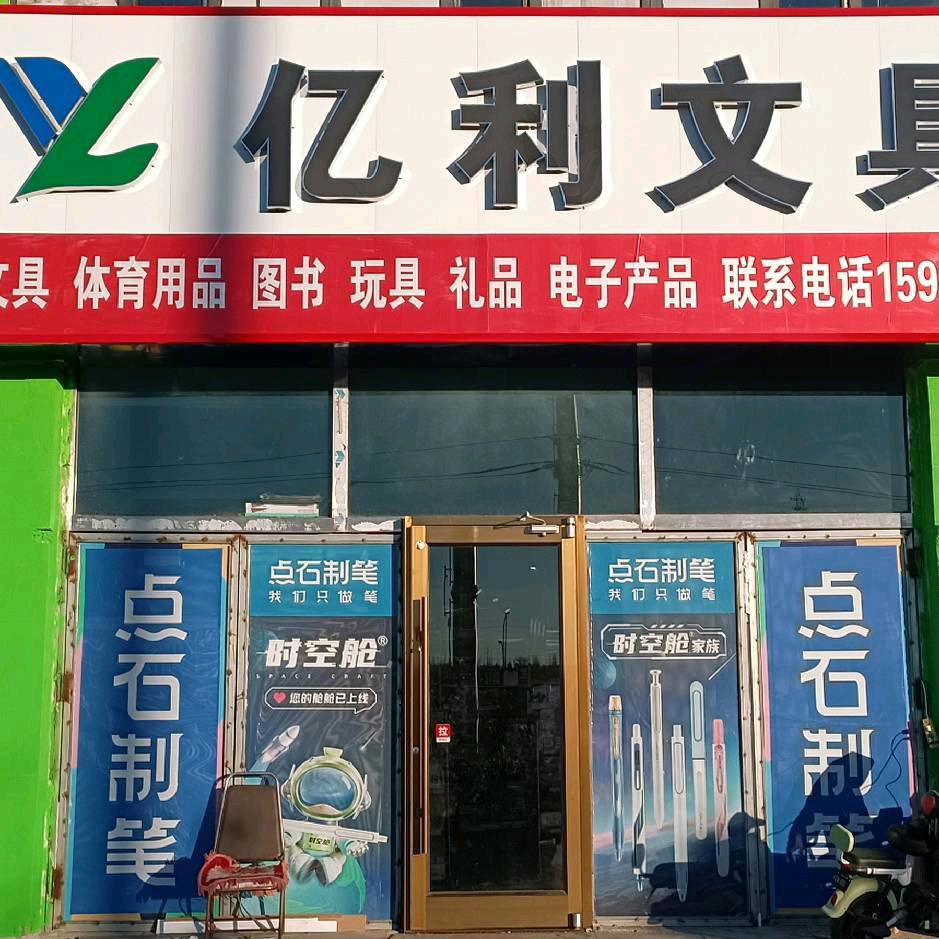 亿利文具
文具 体育用品 图书 玩具 礼品 电子产品 联系电话159
点石制笔
点石制笔
我们只做笔
时空舱®
SPACE CRAFT
您的舱舱已上线
时空舱
拉
点石制笔
我们只做笔
时空舱家族
点石制笔